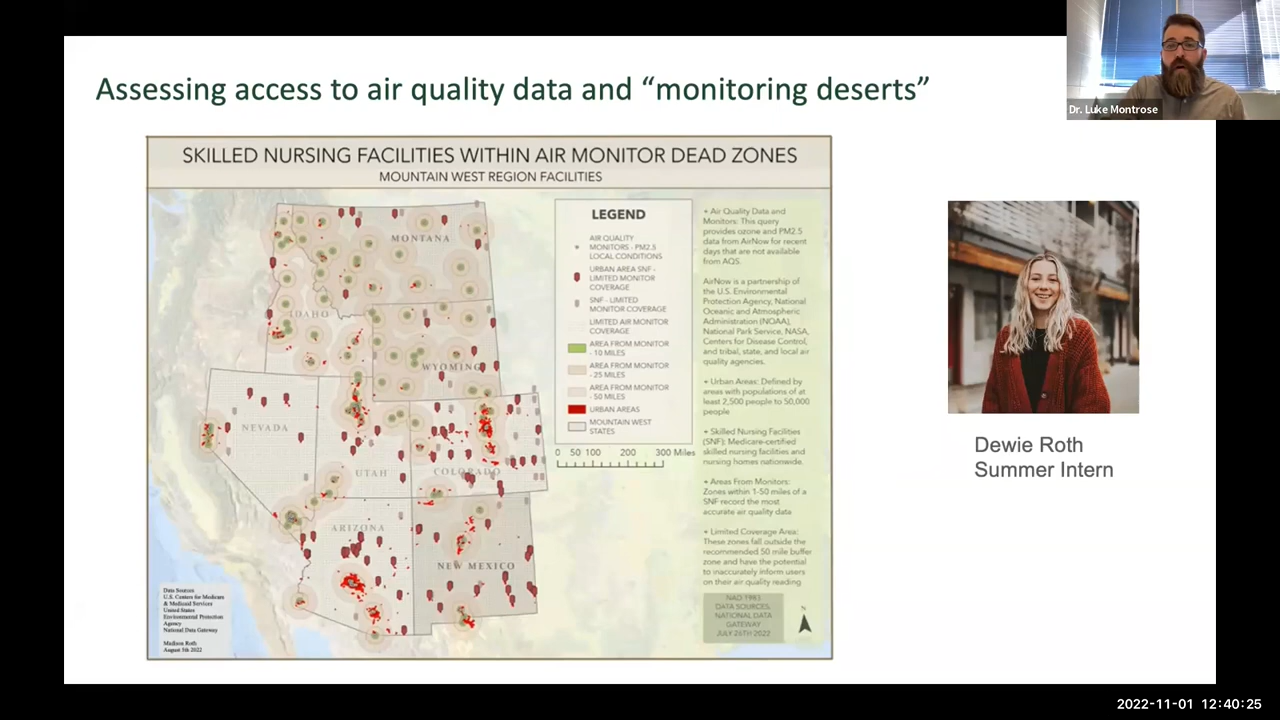 Dr. Luke Montrose
Assessing access to air quality data and “monitoring deserts”
SKILLED NURSING FACILITIES WITHIN AIR MONITOR DEAD ZONES
MOUNTAIN WEST REGION FACILITIES
MONTANA
IDAHO
WYOMING
NEVADA
UTAH
COLORADO
ARIZONA
NEW MEXICO
LEGEND
AIR QUALITY
MONITORS - PM2.5
LOCAL CONDITIONS
URBAN AREA SNF -
LIMITED MONITOR
COVERAGE
SNF - LIMITED
MONITOR COVERAGE
LIMITED AIR MONITOR
COVERAGE
AREA FROM MONITOR
- 10 MILES
AREA FROM MONITOR
- 25 MILES
AREA FROM MONITOR
- 50 MILES
URBAN AREAS
MOUNTAIN WEST
STATES
0 50 100 200 300 Miles
+ Air Quality Data and
Monitors: This query
provides ozone and PM2.5
data from AirNow for recent
days that are not available
from AQS.
AirNow is a partnership of
the U.S. Environmental
Protection Agency, National
Oceanic and Atmospheric
Administration (NOAA),
National Park Service, NASA,
Centers for Disease Control,
and tribal, state, and local air
quality agencies.
+ Urban Areas: Defined by
areas with populations of at
least 2,500 people to 50,000
people
+ Skilled Nursing Facilities
(SNF): Medicare-certified
skilled nursing facilities and
nursing homes nationwide.
+ Areas From Monitors:
Zones within 1-50 miles of a
SNF record the most
accurate air quality data
+ Limited Coverage Area:
These zones fall outside the
recommended 50 mile buffer
zone and have the potential
to inaccurately inform users
on their air quality reading
NAD 1983
DATA SOURCES:
NATIONAL DATA
GATEWAY
JULY 26TH 2022
N
Data Sources
U.S. Centers for Medicare
& Medicaid Services
United States
Environmental Protection
Agency
National Data Gateway
Madison Roth
August 5th 2022
Dewie Roth
Summer Intern
2022-11-01 12:40:25